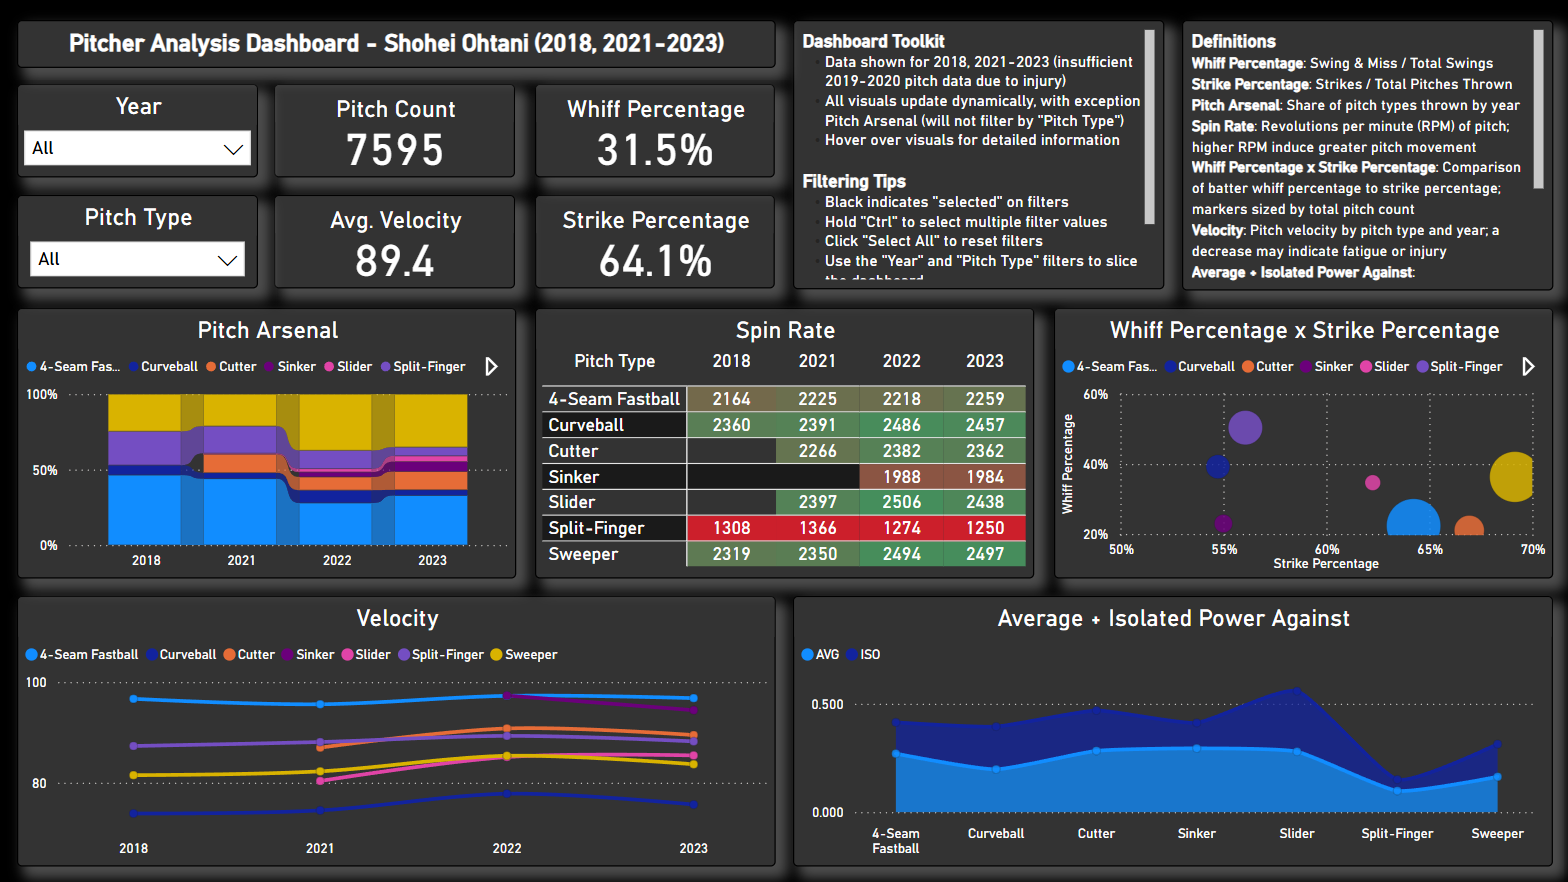 Pitcher Analysis Dashboard - Shohei Ohtani (2018, 2021-2023)
Year
All
Pitch Count
7595
Whiff Percentage
31.5%
Pitch Type
All
Avg. Velocity
89.4
Strike Percentage
64.1%
Dashboard Toolkit
Data shown for 2018, 2021-2023 (insufficient
2019-2020 pitch data due to injury)
All visuals update dynamically, with exception
Pitch Arsenal (will not filter by "Pitch Type")
Hover over visuals for detailed information
Filtering Tips
Black indicates "selected" on filters
Hold "Ctrl" to select multiple filter values
Click "Select All" to reset filters
Use the "Year" and "Pitch Type" filters to slice
the dashboard
Definitions
Whiff Percentage: Swing & Miss / Total Swings
Strike Percentage: Strikes / Total Pitches Thrown
Pitch Arsenal: Share of pitch types thrown by year
Spin Rate: Revolutions per minute (RPM) of pitch;
higher RPM induce greater pitch movement
Whiff Percentage x Strike Percentage: Comparison
of batter whiff percentage to strike percentage;
markers sized by total pitch count
Velocity: Pitch velocity by pitch type and year; a
decrease may indicate fatigue or injury
Average + Isolated Power Against:
Pitch Arsenal
4-Seam Fas... Curveball Cutter Sinker Slider Split-Finger
100%
50%
0%
2018 2021 2022 2023
Spin Rate
Pitch Type 2018 2021 2022 2023
4-Seam Fastball 2164 2225 2218 2259
Curveball 2360 2391 2486 2457
Cutter 2266 2382 2362
Sinker 1988 1984
Slider 2397 2506 2438
Split-Finger 1308 1366 1274 1250
Sweeper 2319 2350 2494 2497
Whiff Percentage x Strike Percentage
4-Seam Fas... Curveball Cutter Sinker Slider Split-Finger
60%
40%
20%
Whiff Percentage
50% 55% 60% 65% 70%
Strike Percentage
Velocity
4-Seam Fastball Curveball Cutter Sinker Slider Split-Finger Sweeper
100
80
2018 2021 2022 2023
Average + Isolated Power Against
AVG ISO
0.500
0.000
4-Seam Curveball Cutter Sinker Slider Split-Finger Sweeper
Fastball